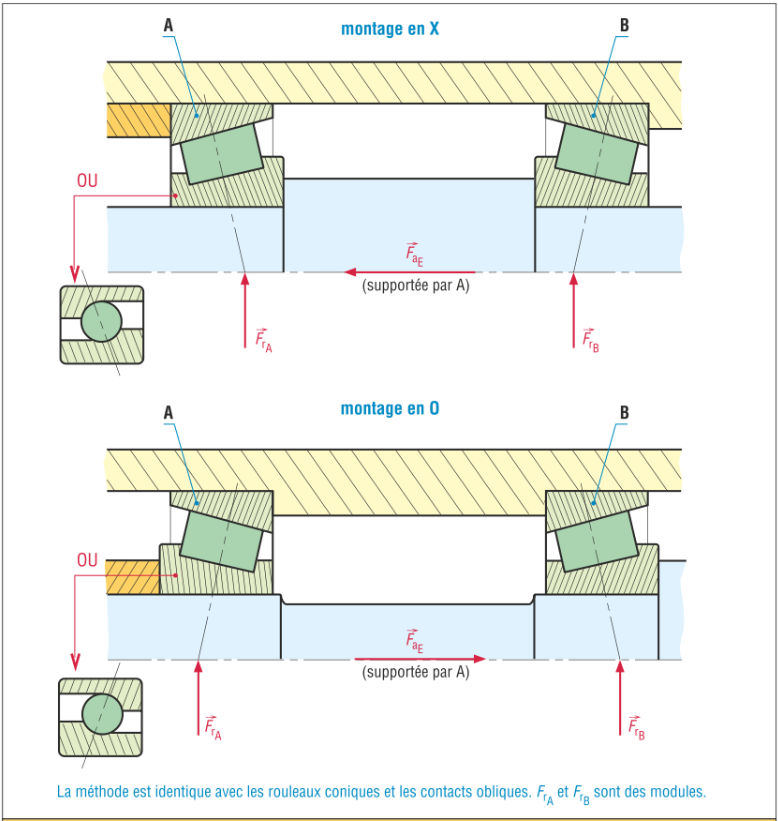 A
montage en X
B
OU
F⃗aE
(supportée par A)
F⃗rA
F⃗rB
A
montage en O
B
OU
F⃗aE
(supportée par A)
F⃗rA
F⃗rB
La méthode est identique avec les rouleaux coniques et les contacts obliques. FrA et FrB sont des modules.